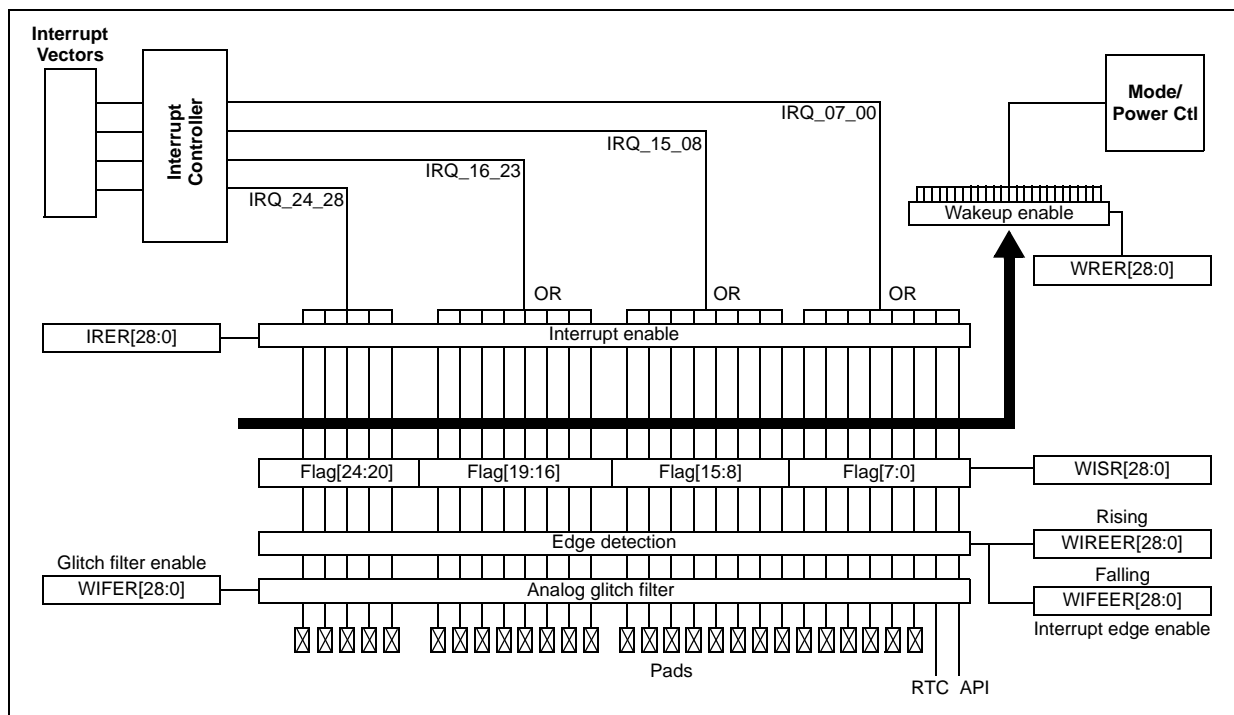 Interrupt
Vectors
Interrupt
Controller
Mode/
Power Ctl
IRQ_07_00
IRQ_15_08
IRQ_16_23
IRQ_24_28
Wakeup enable
WRER[28:0]
OR
OR
OR
IRER[28:0]
Interrupt enable
Flag[24:20]
Flag[19:16]
Flag[15:8]
Flag[7:0]
WISR[28:0]
Rising
Edge detection
WIREER[28:0]
Glitch filter enable
Falling
WIFER[28:0]
Analog glitch filter
WIFEER[28:0]
Interrupt edge enable
Pads
RTC API